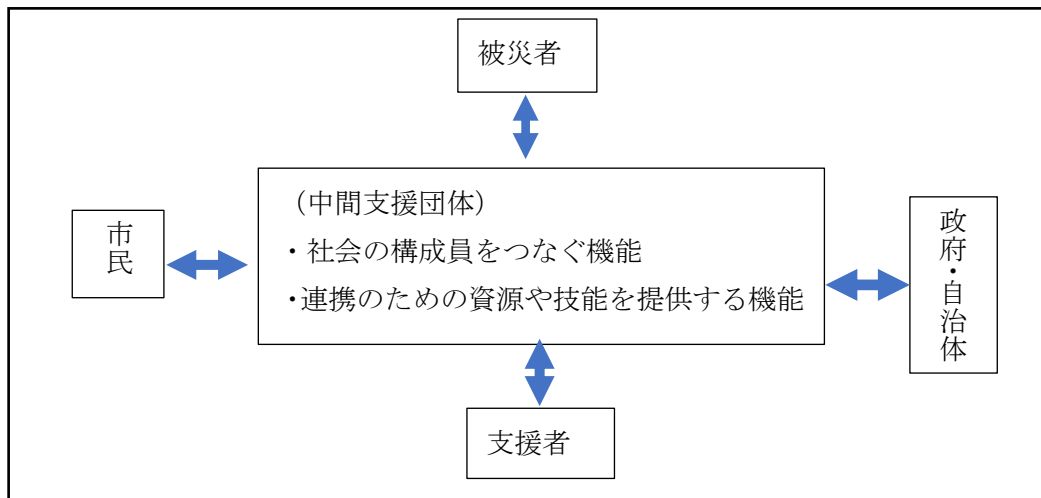 被災者
（中間支援団体）
・社会の構成員をつなぐ機能
・連携のための資源や技能を提供する機能
市民
政府・自治体
支援者